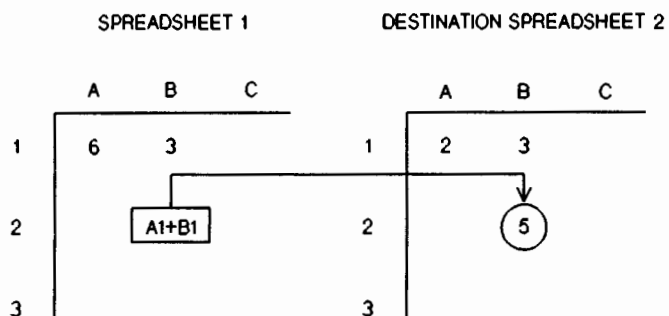 SPREADSHEET 1 DESTINATION SPREADSHEET 2
A B C A B C
1 6 3 1 2 3
2 A1+B1 2 5
3 3